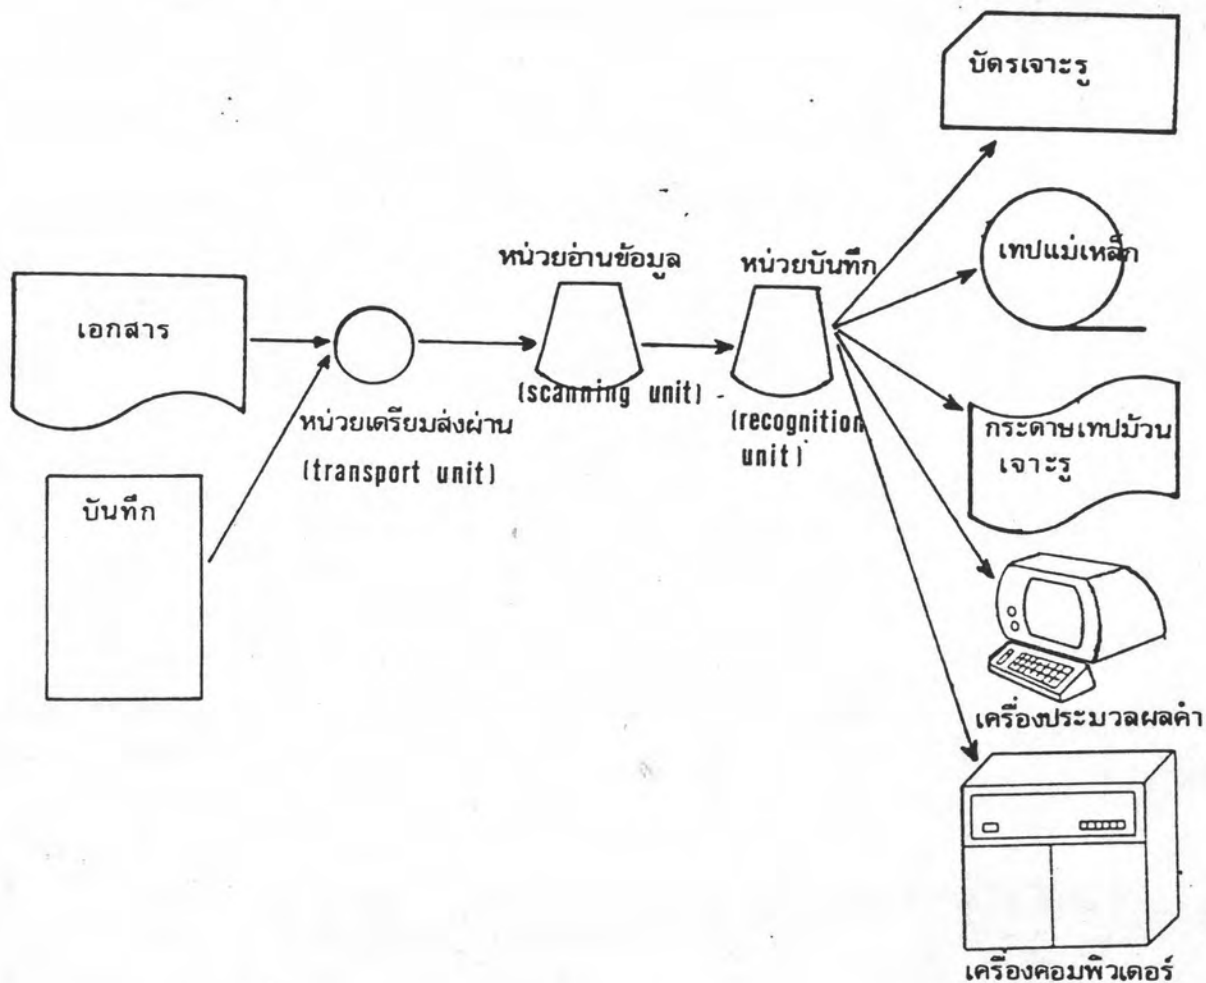 บัตรเจาะรู
เทปแม่เหล็ก
หน่วยอ่านข้อมูล
หน่วยบันทึก
เอกสาร
(scanning unit)
หน่วยเตรียมส่งผ่าน
(transport unit)
(recognition
unit)
กระดาษเทปม้วน
เจาะรู
บันทึก
เครื่องประมวลผลคำ
เครื่องคอมพิวเตอร์